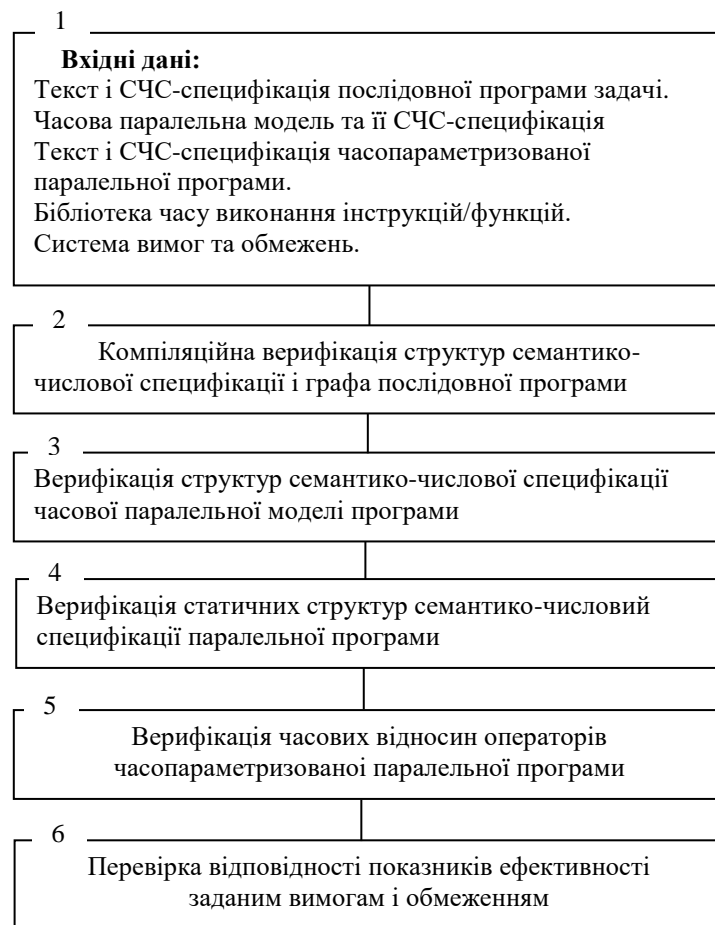 1
Вхідні дані:
Текст і СЧС-специфікація послідовної програми задачі.
Часова паралельна модель та її СЧС-специфікація
Текст і СЧС-специфікація часопараметризованої
паралельної програми.
Бібліотека часу виконання інструкцій/функцій.
Система вимог та обмежень.
2
Компіляційна верифікація структур семантико-
числової специфікації і графа послідовної програми
3
Верифікація структур семантико-числової специфікації
часової паралельної моделі програми
4
Верифікація статичних структур семантико-числовий
специфікації паралельної програми
5
Верифікація часових відносин операторів
часопараметризованоі паралельної програми
6
Перевірка відповідності показників ефективності
заданим вимогам і обмеженням